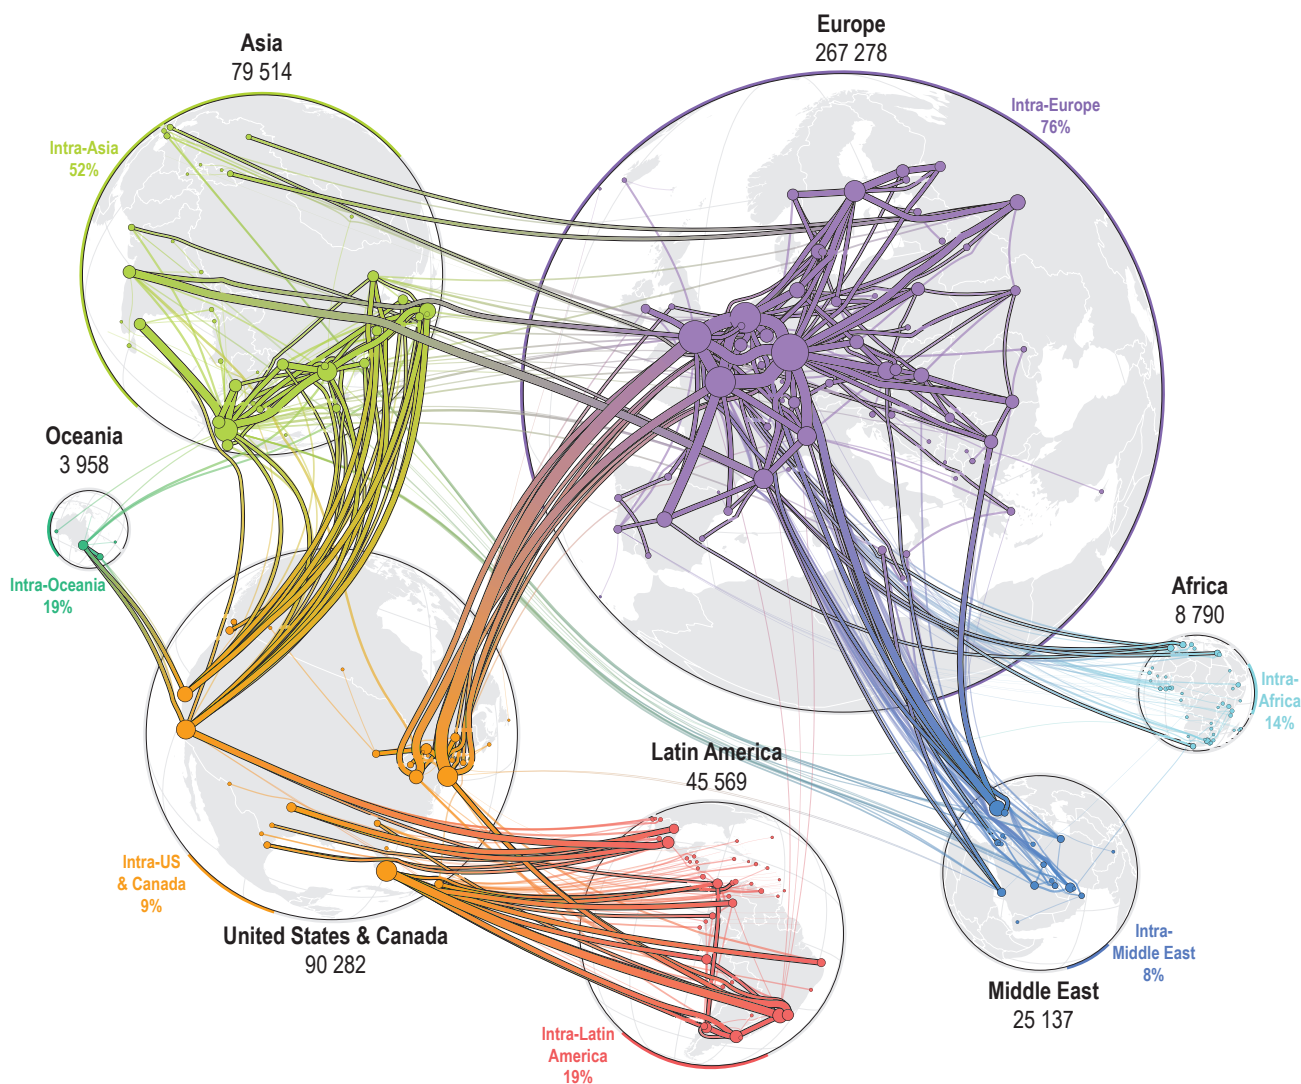 Europe
267 278
Asia
79 514
Intra-Europe
76%
Intra-Asia
52%
Oceania
3 958
Intra-Oceania
19%
Africa
8 790
Intra-
Africa
14%
Latin America
45 569
Intra-US
& Canada
9%
United States & Canada
90 282
Intra-
Middle East
8%
Middle East
25 137
Intra-Latin
America
19%